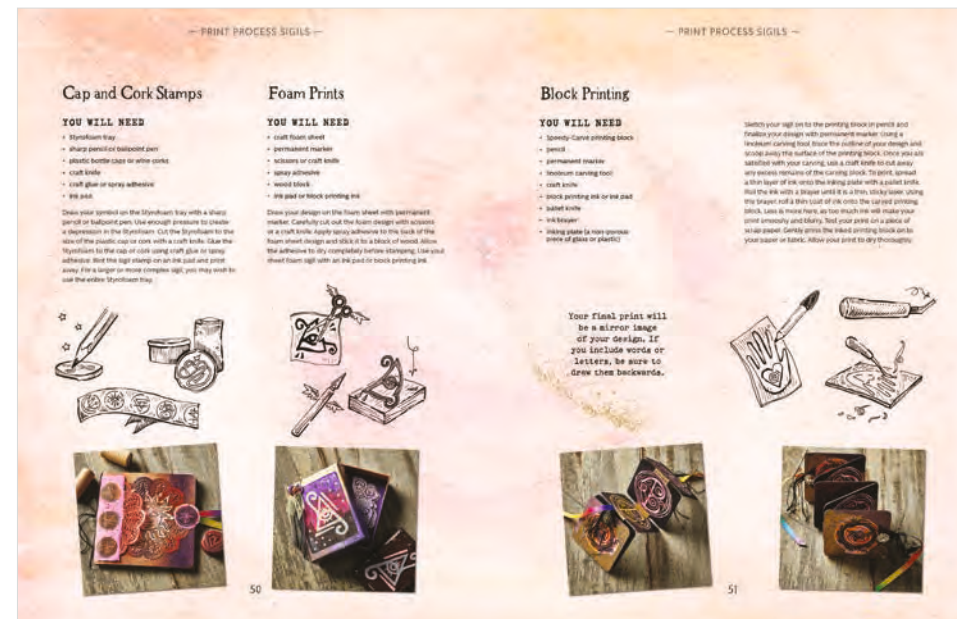 — PRINT PROCESS SIGILS —
Cap and Cork Stamps
YOU WILL NEED
• Styrofoam tray
• sharp pencil or ballpoint pen
• plastic bottle caps or wine corks
• craft knife
• craft glue or spray adhesive
• ink pad
Draw your symbol on the Styrofoam tray with a sharp
pencil or ballpoint pen. Use enough pressure to create
a depression in the Styrofoam. Cut the Styrofoam to the
size of the plastic cap or cork with a craft knife. Glue the
Styrofoam to the cap or cork using craft glue or spray
adhesive. Blot the sigil stamp on an ink pad and print
away. For a larger or more complex sigil, you may wish to
use the entire Styrofoam tray.
Foam Prints
YOU WILL NEED
• craft foam sheet
• permanent marker
• scissors or craft knife
• spray adhesive
• wood block
• ink pad or block printing ink
Draw your design on the foam sheet with permanent
marker. Carefully cut out the foam design with scissors
or a craft knife. Apply spray adhesive to the back of the
foam sheet design and stick it to a block of wood. Allow
the adhesive to dry completely before stamping. Use your
sheet foam sigil with an ink pad or block printing ink.
50
— PRINT PROCESS SIGILS —
Block Printing
YOU WILL NEED
• Speedy-Carve printing block
• pencil
• permanent marker
• linoleum carving tool
• craft knife
• block printing ink or ink pad
• pallet knife
• ink brayer
• inking plate (a non-porous
piece of glass or plastic)
Your final print will
be a mirror image
of your design. If
you include words or
letters, be sure to
draw them backwards.
Sketch your sigil on to the printing block in pencil and
finalize your design with permanent marker. Using a
linoleum carving tool trace the outline of your design and
scoop away the surface of the printing block. Once you are
satisfied with your carving, use a craft knife to cut away
any excess remains of the carving block. To print, spread
a thin layer of ink onto the inking plate with a pallet knife.
Roll the ink with a brayer until it is a thin, sticky layer. Using
the brayer, roll a thin coat of ink onto the carved printing
block. Less is more here, as too much ink will make your
print smooshy and blurry. Test your print on a piece of
scrap paper. Gently press the inked printing block on to
your paper or fabric. Allow your print to dry thoroughly.
51